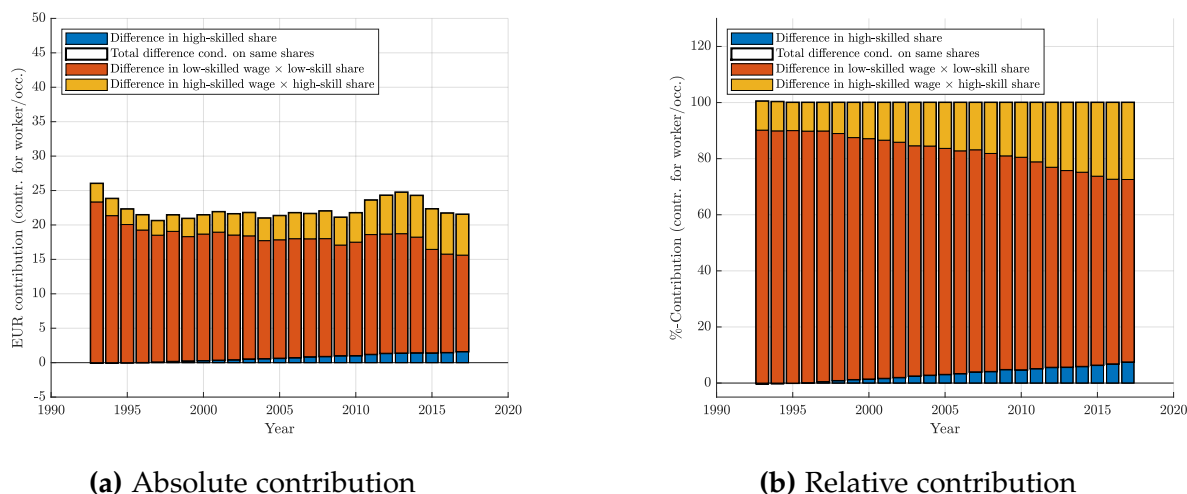 50
45
40
35
30
25
20
15
10
5
0
-5
EUR contribution (contr. for worker/occ.)
Difference in high-skilled share
Total difference cond. on same shares
Difference in low-skilled wage × low-skill share
Difference in high-skilled wage × high-skill share
1990 1995 2000 2005 2010 2015 2020
Year
(a) Absolute contribution
120
100
80
60
40
20
0
%-Contribution (contr. for worker/occ.)
Difference in high-skilled share
Total difference cond. on same shares
Difference in low-skilled wage × low-skill share
Difference in high-skilled wage × high-skill share
1990 1995 2000 2005 2010 2015 2020
Year
(b) Relative contribution